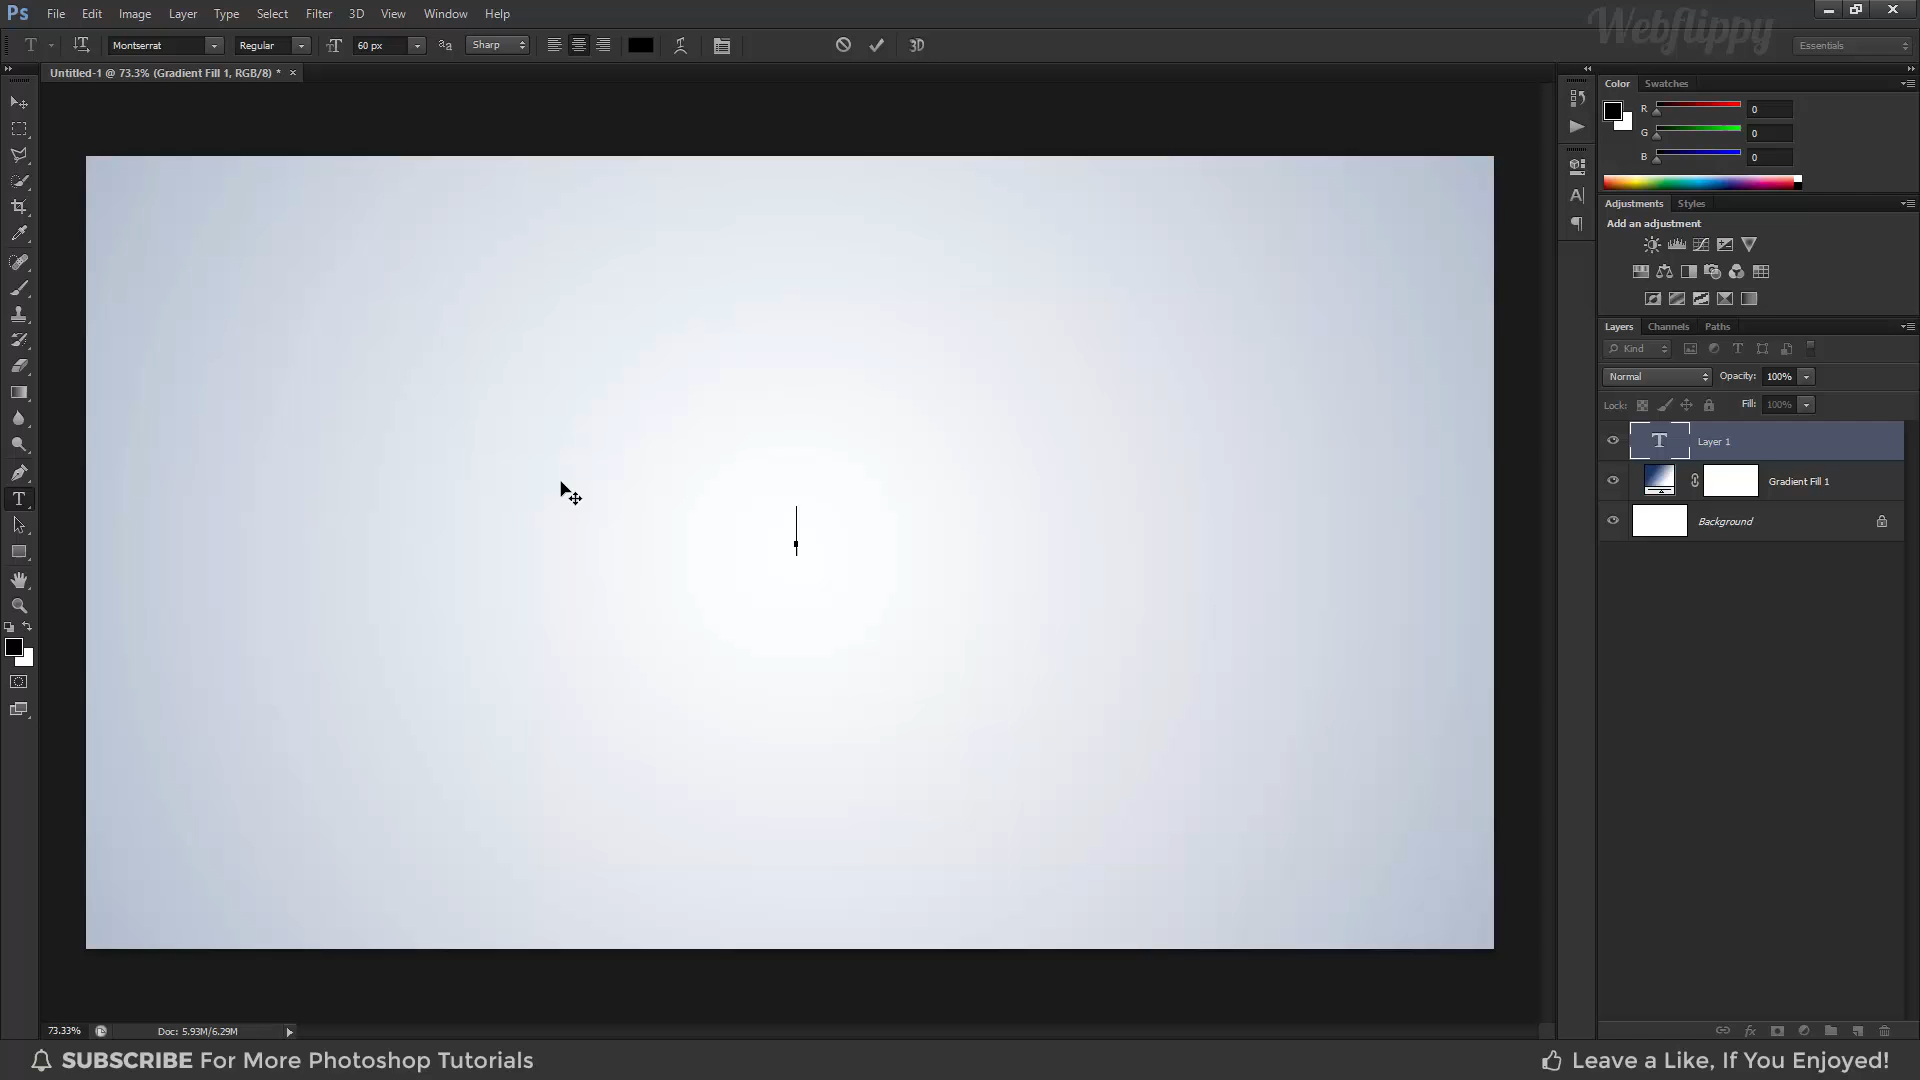 Ps File Edit Image Layer Type Select Filter 3D View Window Help
Webflippy
T Montserrat Regular 60 px Sharp 3D Essentials
Untitled-1 @ 73.3% (Gradient Fill 1, RGB/8) * ×
Color Swatches
R 0
G 0
B 0
Adjustments Styles
Add an adjustment
Layers Channels Paths
Kind
Normal Opacity: 100%
Lock: Fill: 100%
T Layer 1
Gradient Fill 1
Background
73.33% Doc: 5.93M/6.29M
SUBSCRIBE For More Photoshop Tutorials
Leave a Like, If You Enjoyed!